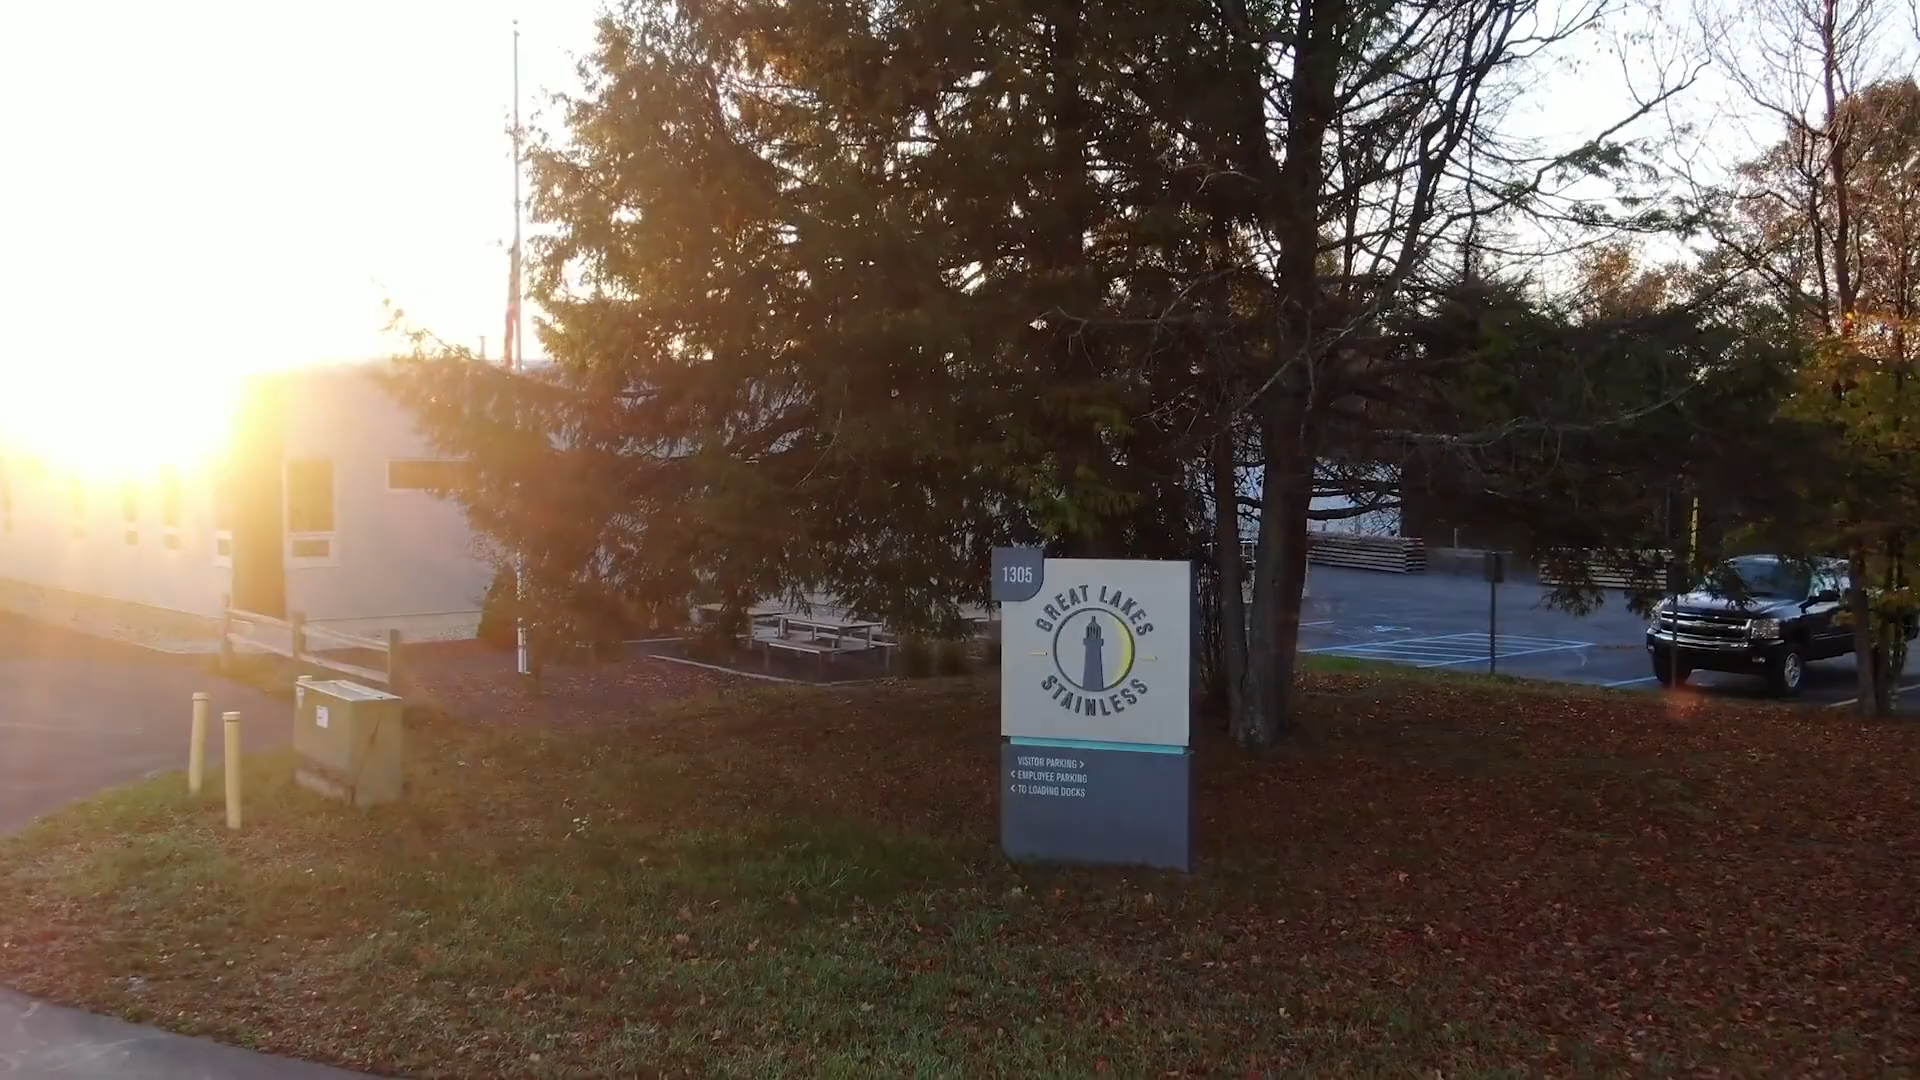 1305
GREAT LAKES
STAINLESS
VISITOR PARKING >
< EMPLOYEE PARKING
< TO LOADING DOCKS